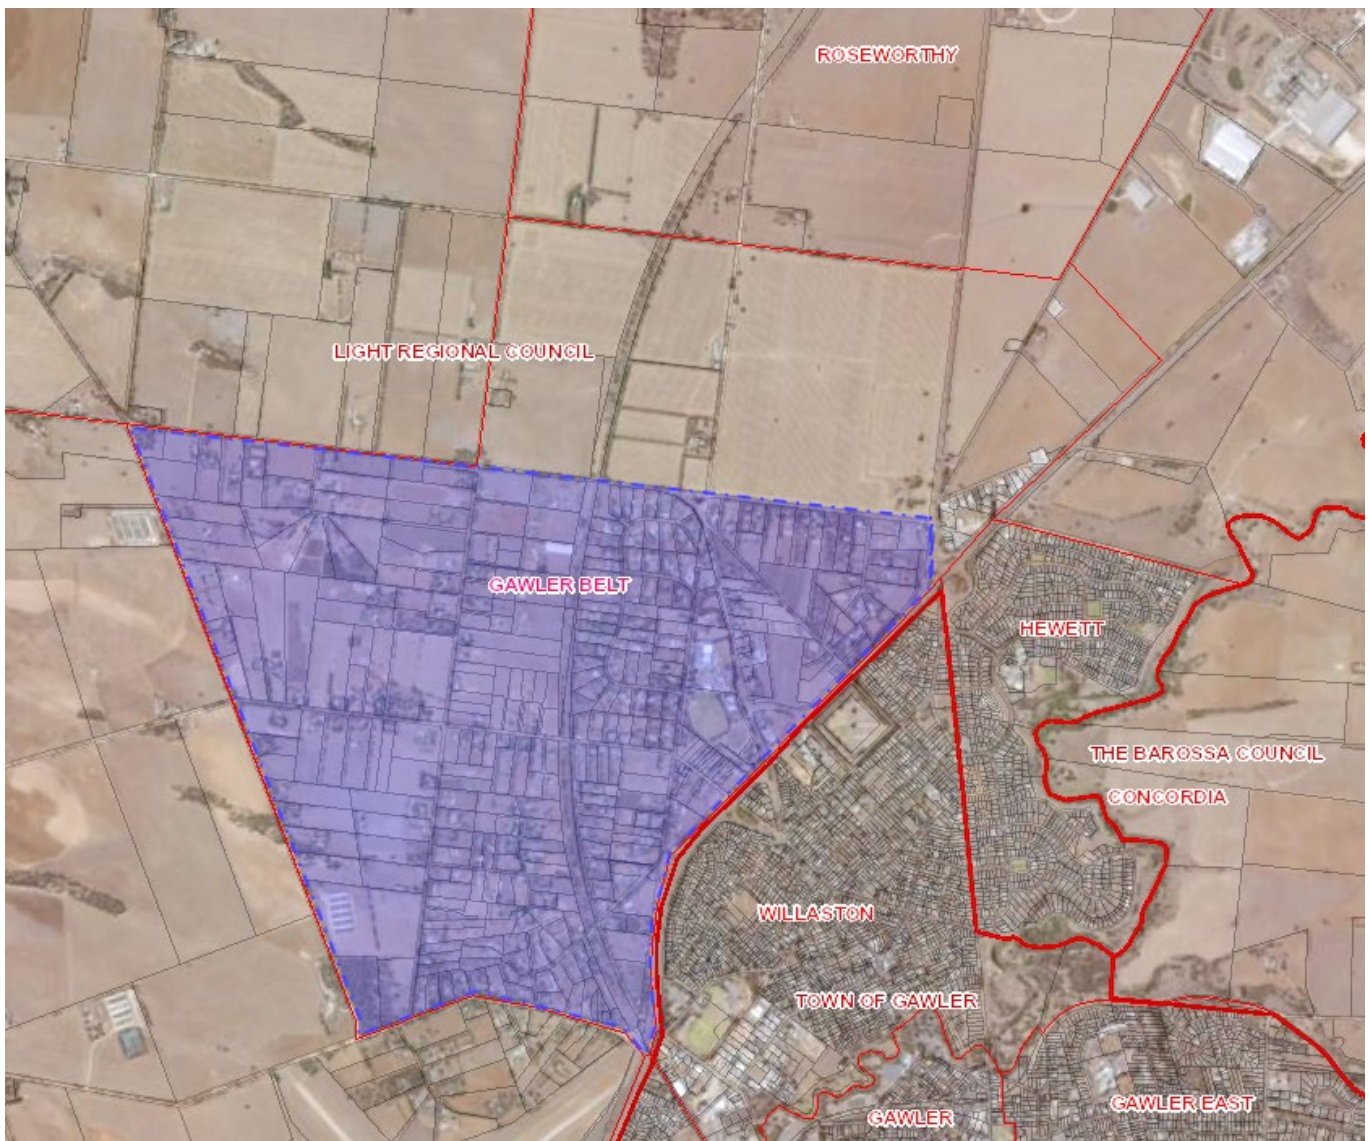 ROSEWORTHY
LIGHT REGIONAL COUNCIL
GAWLER BELT
HEWETT
THE BAROSSA COUNCIL
CONCORDIA
WILLASTON
TOWN OF GAWLER
GAWLER
GAWLER EAST